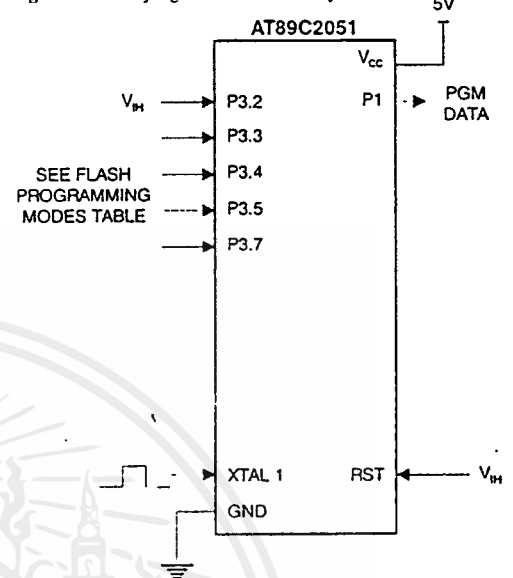 5V
AT89C2051
VCC
VIH P3.2 P1 PGM
DATA
P3.3
SEE FLASH
PROGRAMMING
MODES TABLE
P3.4
P3.5
P3.7
XTAL 1 RST VIH
GND